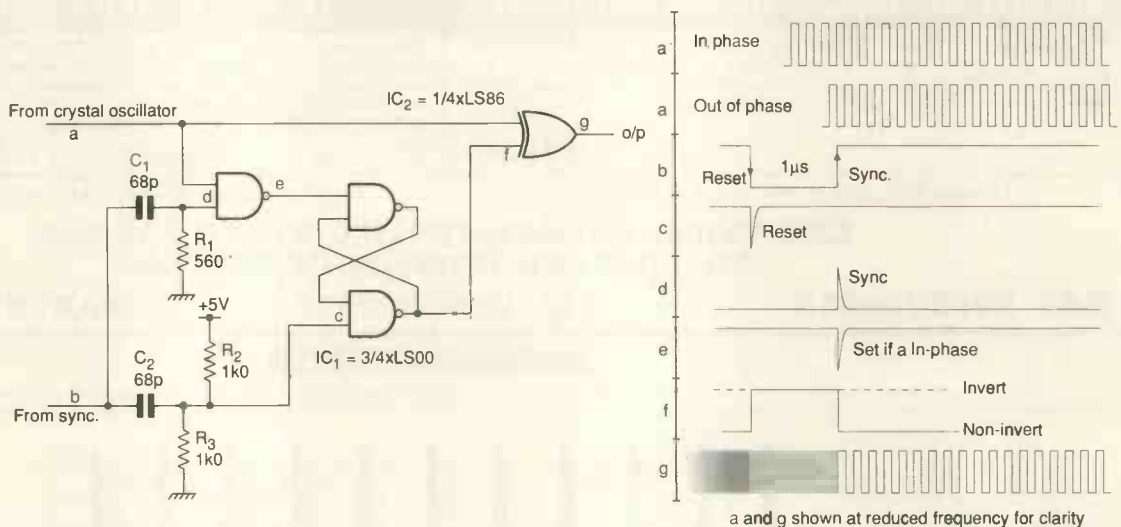 From crystal oscillator
a
IC2 = 1/4xLS86
g
o/p
f
C1
68p
d
e
R1
560
+5V
R2
1k0
c
IC1 = 3/4xLS00
C2
68p
b
From sync.
R3
1k0
a
In phase
a
Out of phase
b
Reset
1µs
Sync.
c
Reset
d
Sync
e
Set if a In-phase
f
Invert
Non-invert
g
a and g shown at reduced frequency for clarity